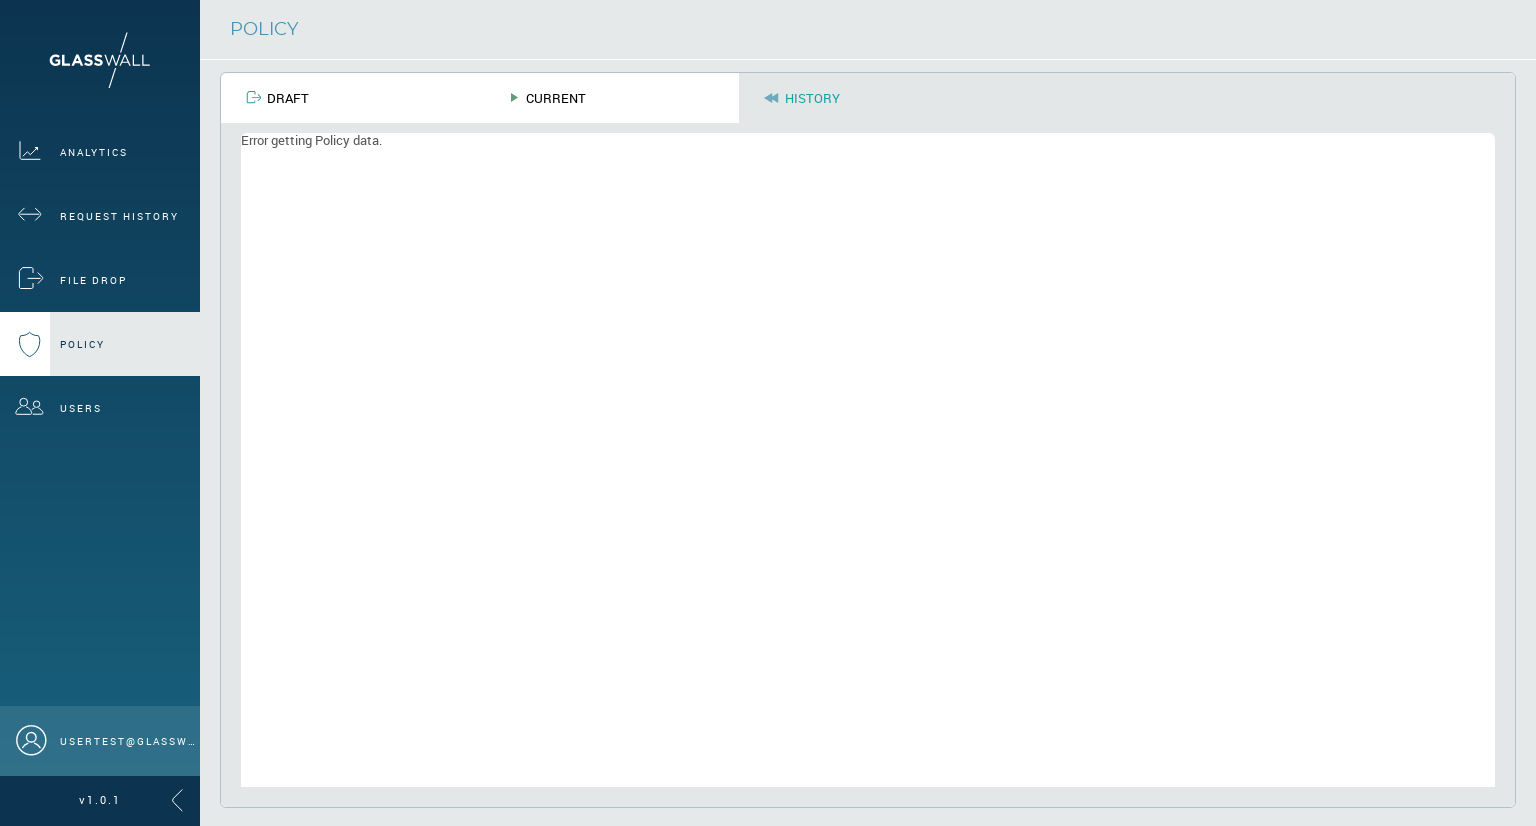 GLASSWALL
POLICY
DRAFT
CURRENT
HISTORY
Error getting Policy data.
ANALYTICS
REQUEST HISTORY
FILE DROP
POLICY
USERS
USERTEST@GLASSW...
v1.0.1